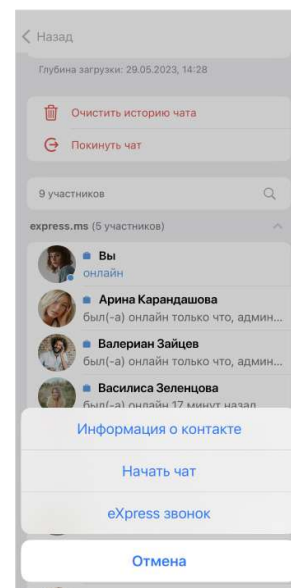 Назад
Глубина загрузки: 29.05.2023, 14:28
Очистить историю чата
Покинуть чат
9 участников
express.ms (5 участников)
Вы
онлайн
Арина Карандашова
был(-а) онлайн только что, админ...
Валериан Зайцев
был(-а) онлайн только что, админ...
Василиса Зеленцова
был(-а) онлайн 17 минут назад
Информация о контакте
Начать чат
eXpress звонок
Отмена